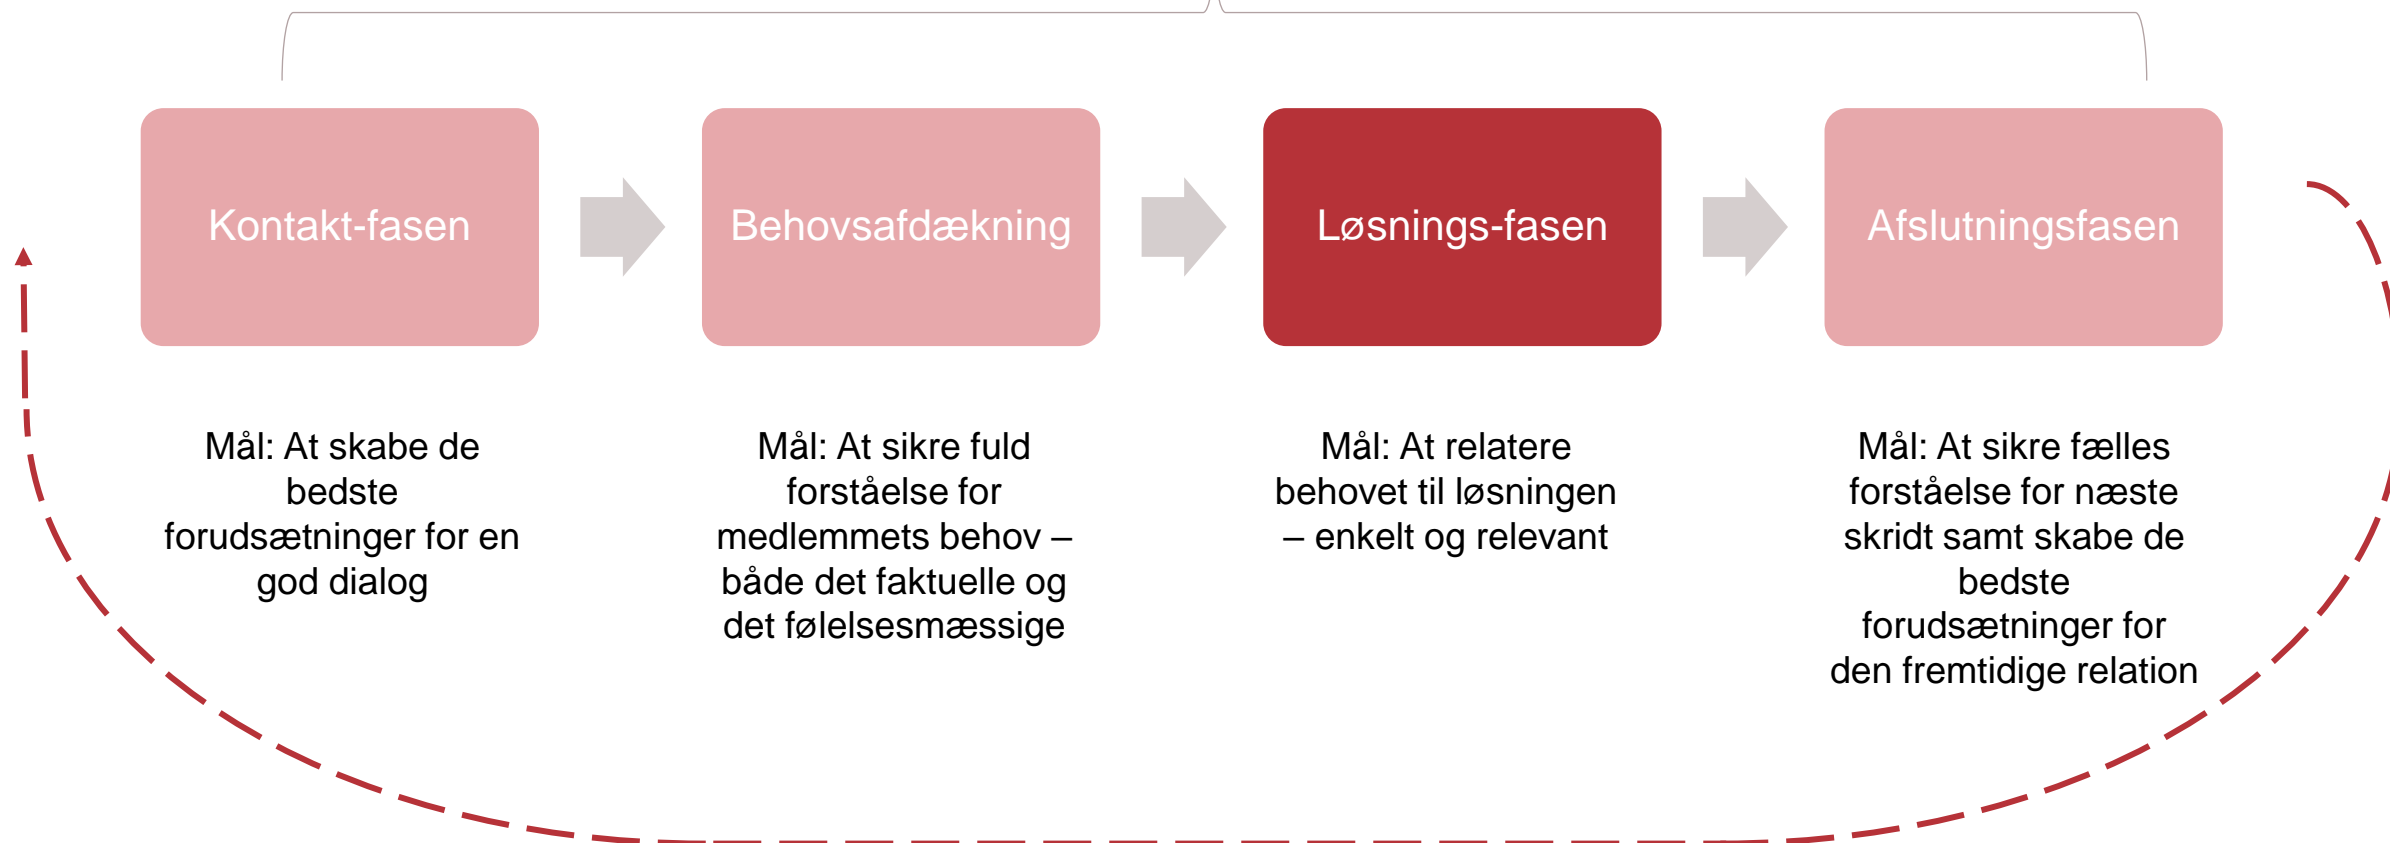 Kontakt-fasen
Behovsafdækning
Løsnings-fasen
Afslutningsfasen
Mål: At skabe de
bedste
forudsætninger for en
god dialog
Mål: At sikre fuld
forståelse for
medlemmets behov –
både det faktuelle og
det følelsesmæssige
Mål: At relatere
behovet til løsningen
– enkelt og relevant
Mål: At sikre fælles
forståelse for næste
skridt samt skabe de
bedste
forudsætninger for
den fremtidige relation